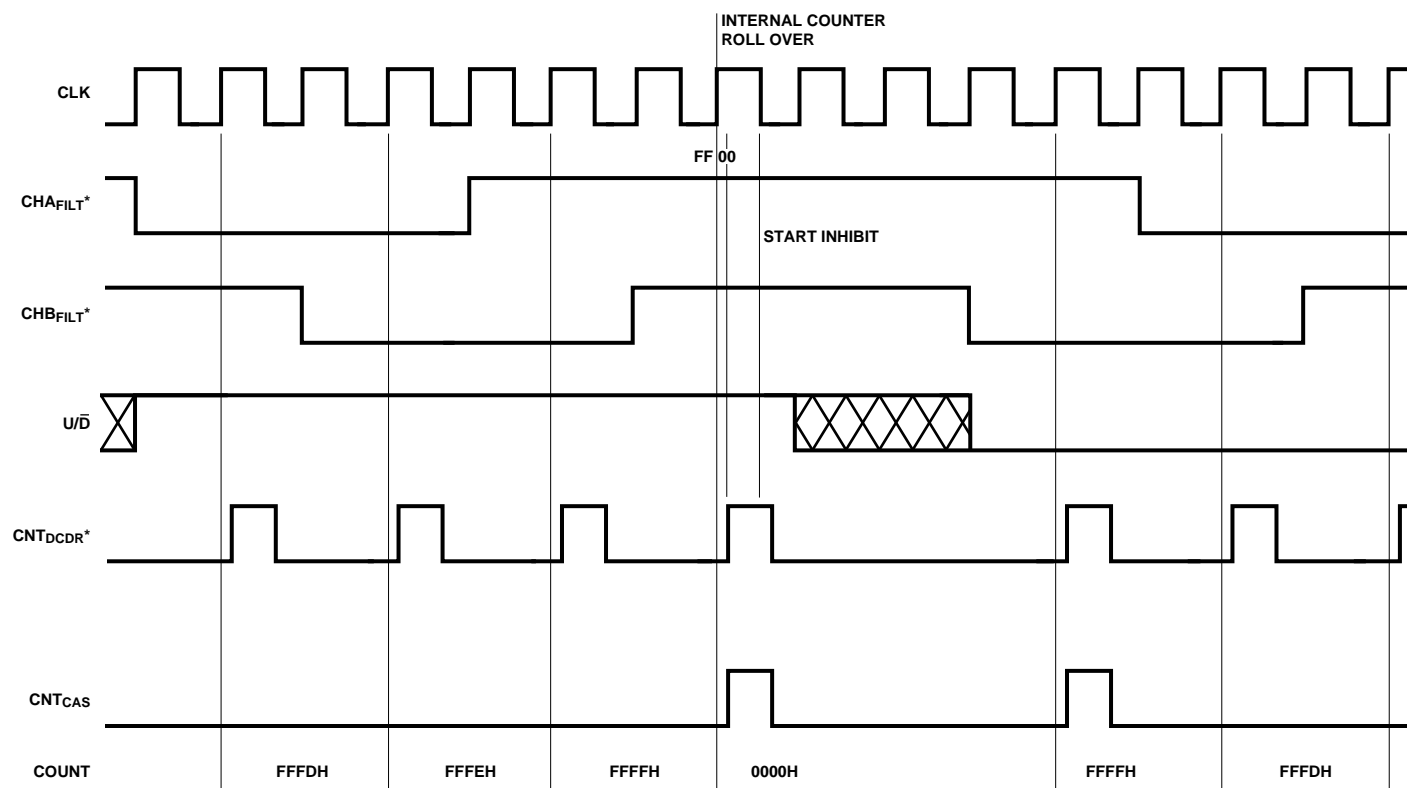 INTERNAL COUNTER
ROLL OVER
CLK
FF 00
CHAFILT*
START INHIBIT
CHBFILT*
U/D̅
CNTDCDR*
CNTCAS
COUNT FFFDH FFFEH FFFFH 0000H FFFFH FFFDH